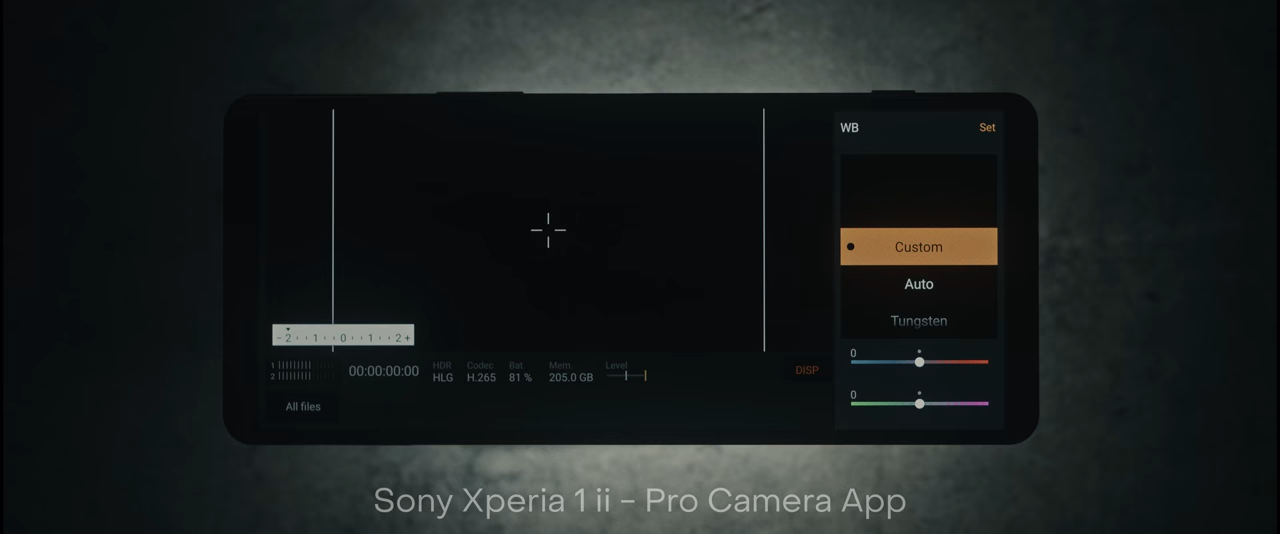 WB Set
Custom
Auto
Tungsten
0
0
- 2 1 0 1 2 +
1
2
00:00:00:00
HDR Codec Bat. Mem. Level
HLG H.265 81 % 205.0 GB
DISP
All files
Sony Xperia 1 ii – Pro Camera App